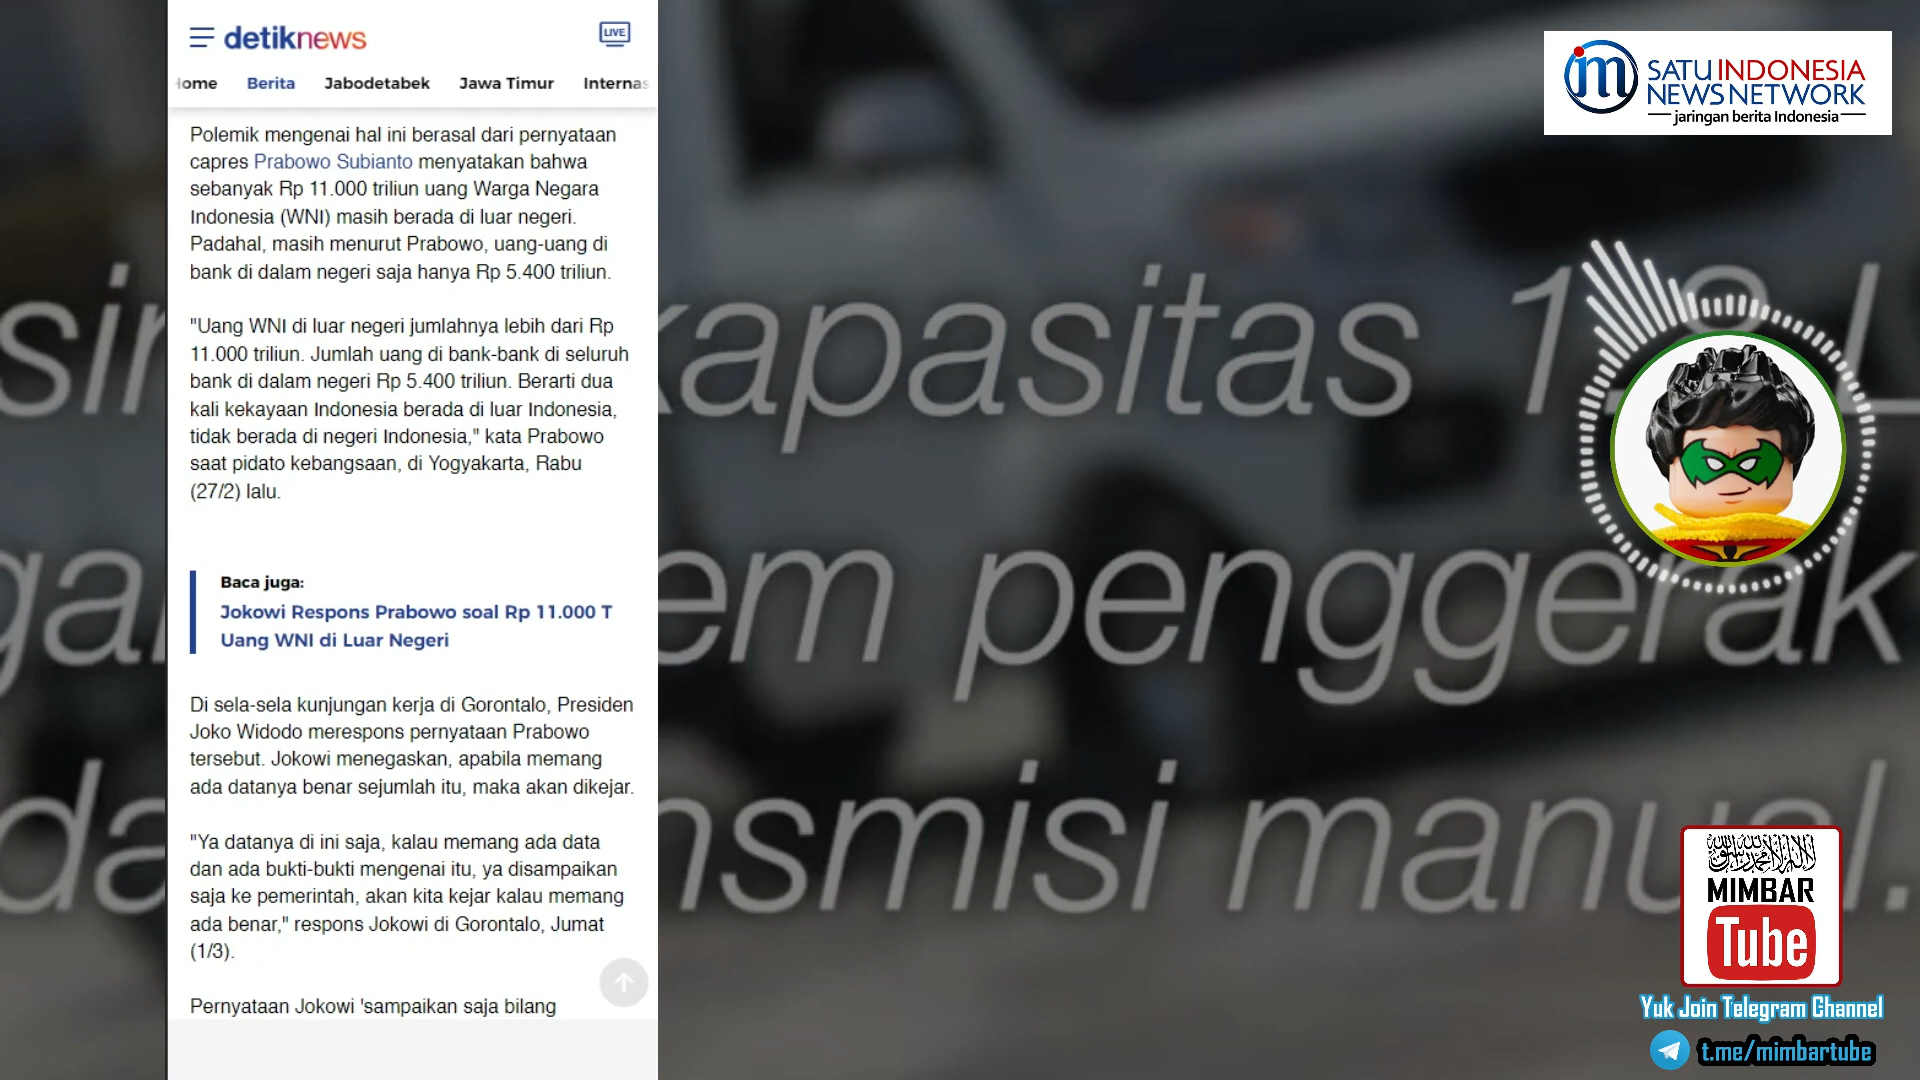 detiknews
LIVE
Home Berita Jabodetabek Jawa Timur Internas
Polemik mengenai hal ini berasal dari pernyataan
capres Prabowo Subianto menyatakan bahwa
sebanyak Rp 11.000 triliun uang Warga Negara
Indonesia (WNI) masih berada di luar negeri.
Padahal, masih menurut Prabowo, uang-uang di
bank di dalam negeri saja hanya Rp 5.400 triliun.
"Uang WNI di luar negeri jumlahnya lebih dari Rp
11.000 triliun. Jumlah uang di bank-bank di seluruh
bank di dalam negeri Rp 5.400 triliun. Berarti dua
kali kekayaan Indonesia berada di luar Indonesia,
tidak berada di negeri Indonesia," kata Prabowo
saat pidato kebangsaan, di Yogyakarta, Rabu
(27/2) lalu.
Baca juga:
Jokowi Respons Prabowo soal Rp 11.000 T
Uang WNI di Luar Negeri
Di sela-sela kunjungan kerja di Gorontalo, Presiden
Joko Widodo merespons pernyataan Prabowo
tersebut. Jokowi menegaskan, apabila memang
ada datanya benar sejumlah itu, maka akan dikejar.
"Ya datanya di ini saja, kalau memang ada data
dan ada bukti-bukti mengenai itu, ya disampaikan
saja ke pemerintah, akan kita kejar kalau memang
ada benar," respons Jokowi di Gorontalo, Jumat
(1/3).
Pernyataan Jokowi 'sampaikan saja bilang
kapasitas
em penggerak
nsmisi manual.
SATU INDONESIA
NEWS NETWORK
jaringan berita Indonesia
MIMBAR
Tube
Yuk Join Telegram Channel
t.me/mimbartube